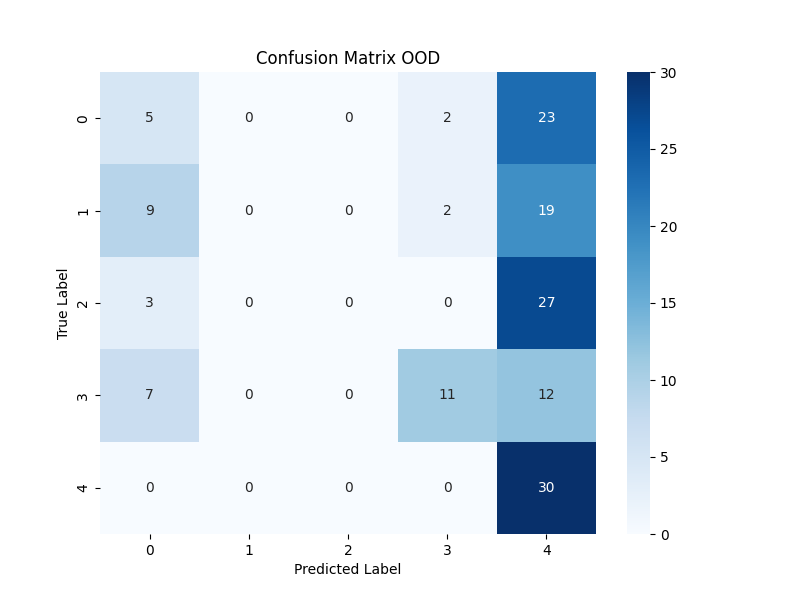 Confusion Matrix OOD
0 5 0 0 2 23
1 9 0 0 2 19
2 3 0 0 0 27
3 7 0 0 11 12
4 0 0 0 0 30
0 1 2 3 4
Predicted Label
True Label
30
25
20
15
10
5
0